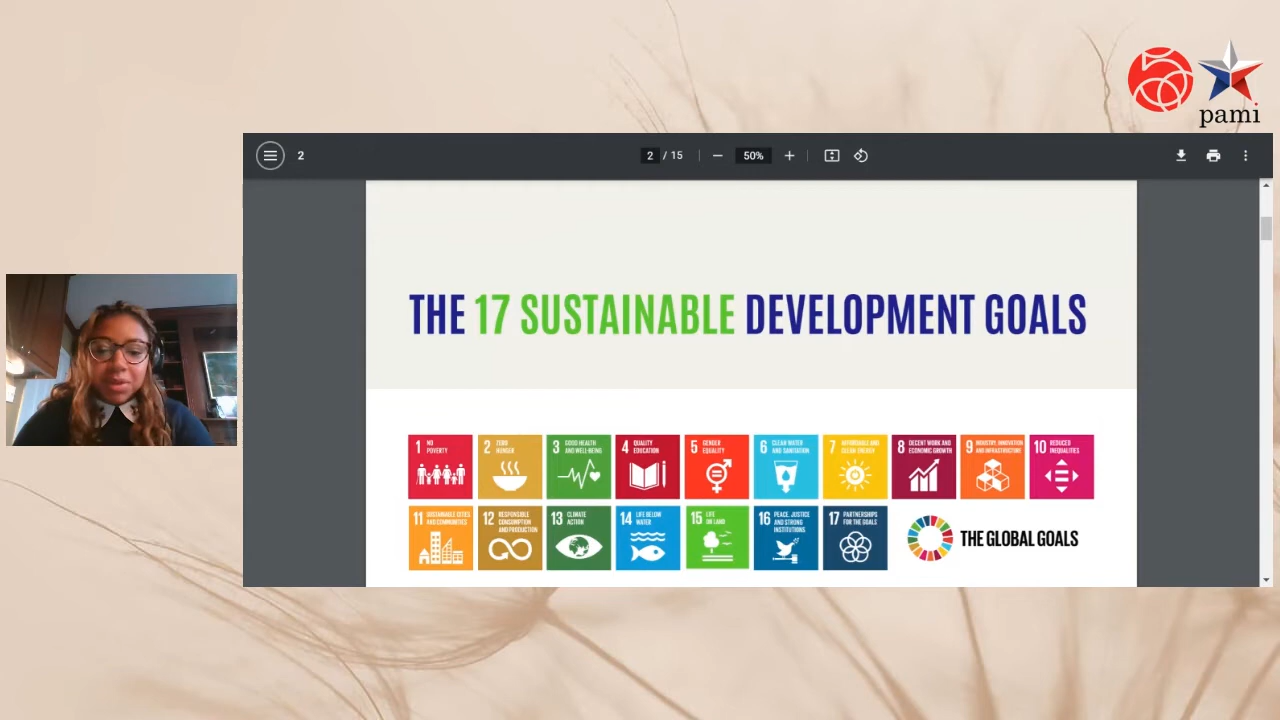 pami
2
2 / 15
50%
THE 17 SUSTAINABLE DEVELOPMENT GOALS
1 NO
POVERTY
2 ZERO
HUNGER
3 GOOD HEALTH
AND WELL-BEING
4 QUALITY
EDUCATION
5 GENDER
EQUALITY
6 CLEAN WATER
AND SANITATION
7 AFFORDABLE AND
CLEAN ENERGY
8 DECENT WORK AND
ECONOMIC GROWTH
9 INDUSTRY, INNOVATION
AND INFRASTRUCTURE
10 REDUCED
INEQUALITIES
11 SUSTAINABLE CITIES
AND COMMUNITIES
12 RESPONSIBLE
CONSUMPTION
AND PRODUCTION
13 CLIMATE
ACTION
14 LIFE BELOW
WATER
15 LIFE
ON LAND
16 PEACE, JUSTICE
AND STRONG
INSTITUTIONS
17 PARTNERSHIPS
FOR THE GOALS
THE GLOBAL GOALS